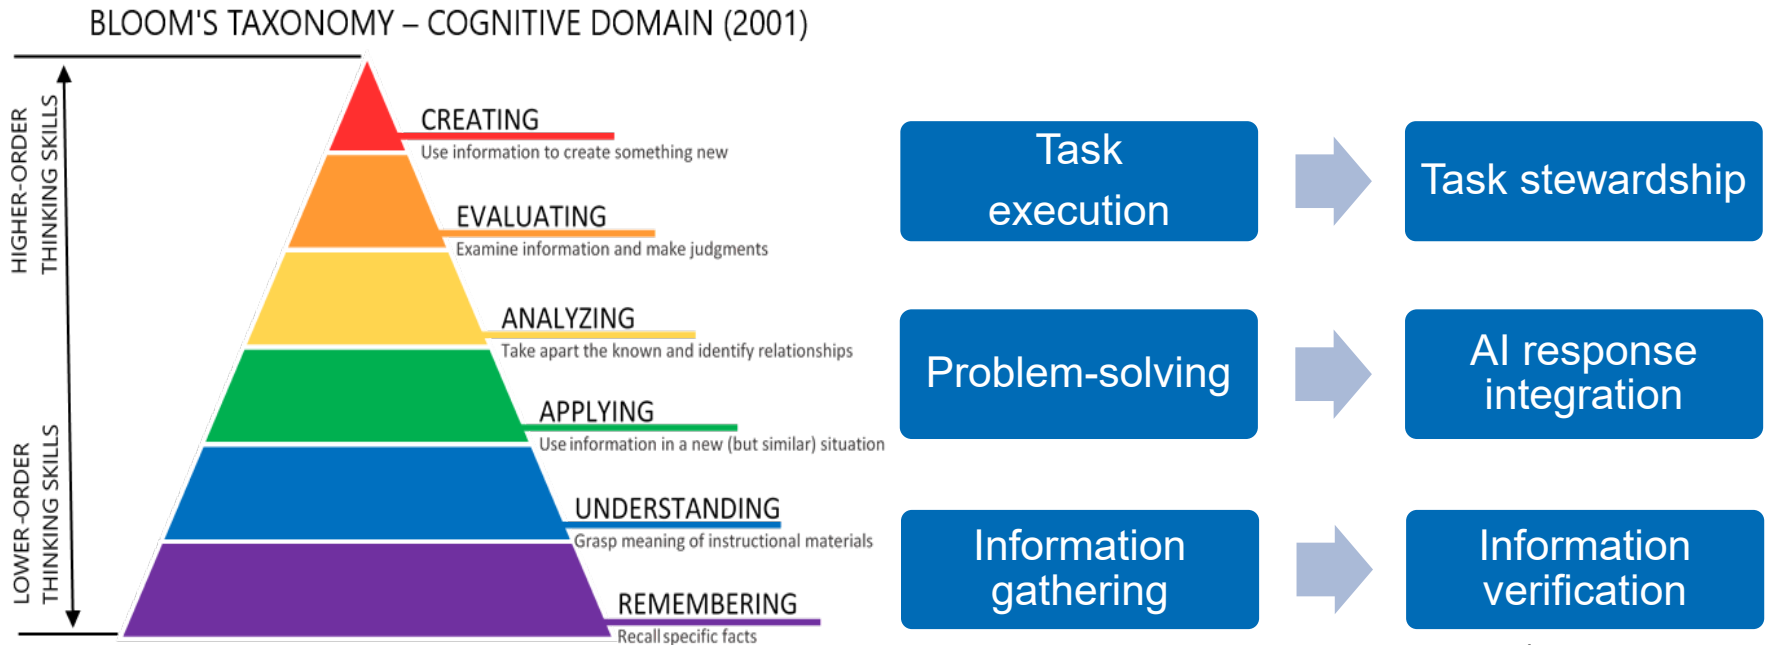 BLOOM'S TAXONOMY – COGNITIVE DOMAIN (2001)
HIGHER-ORDER
THINKING SKILLS
LOWER-ORDER
THINKING SKILLS
CREATING
Use information to create something new
EVALUATING
Examine information and make judgments
ANALYZING
Take apart the known and identify relationships
APPLYING
Use information in a new (but similar) situation
UNDERSTANDING
Grasp meaning of instructional materials
REMEMBERING
Recall specific facts
Task
execution
Task stewardship
Problem-solving
AI response
integration
Information
gathering
Information
verification